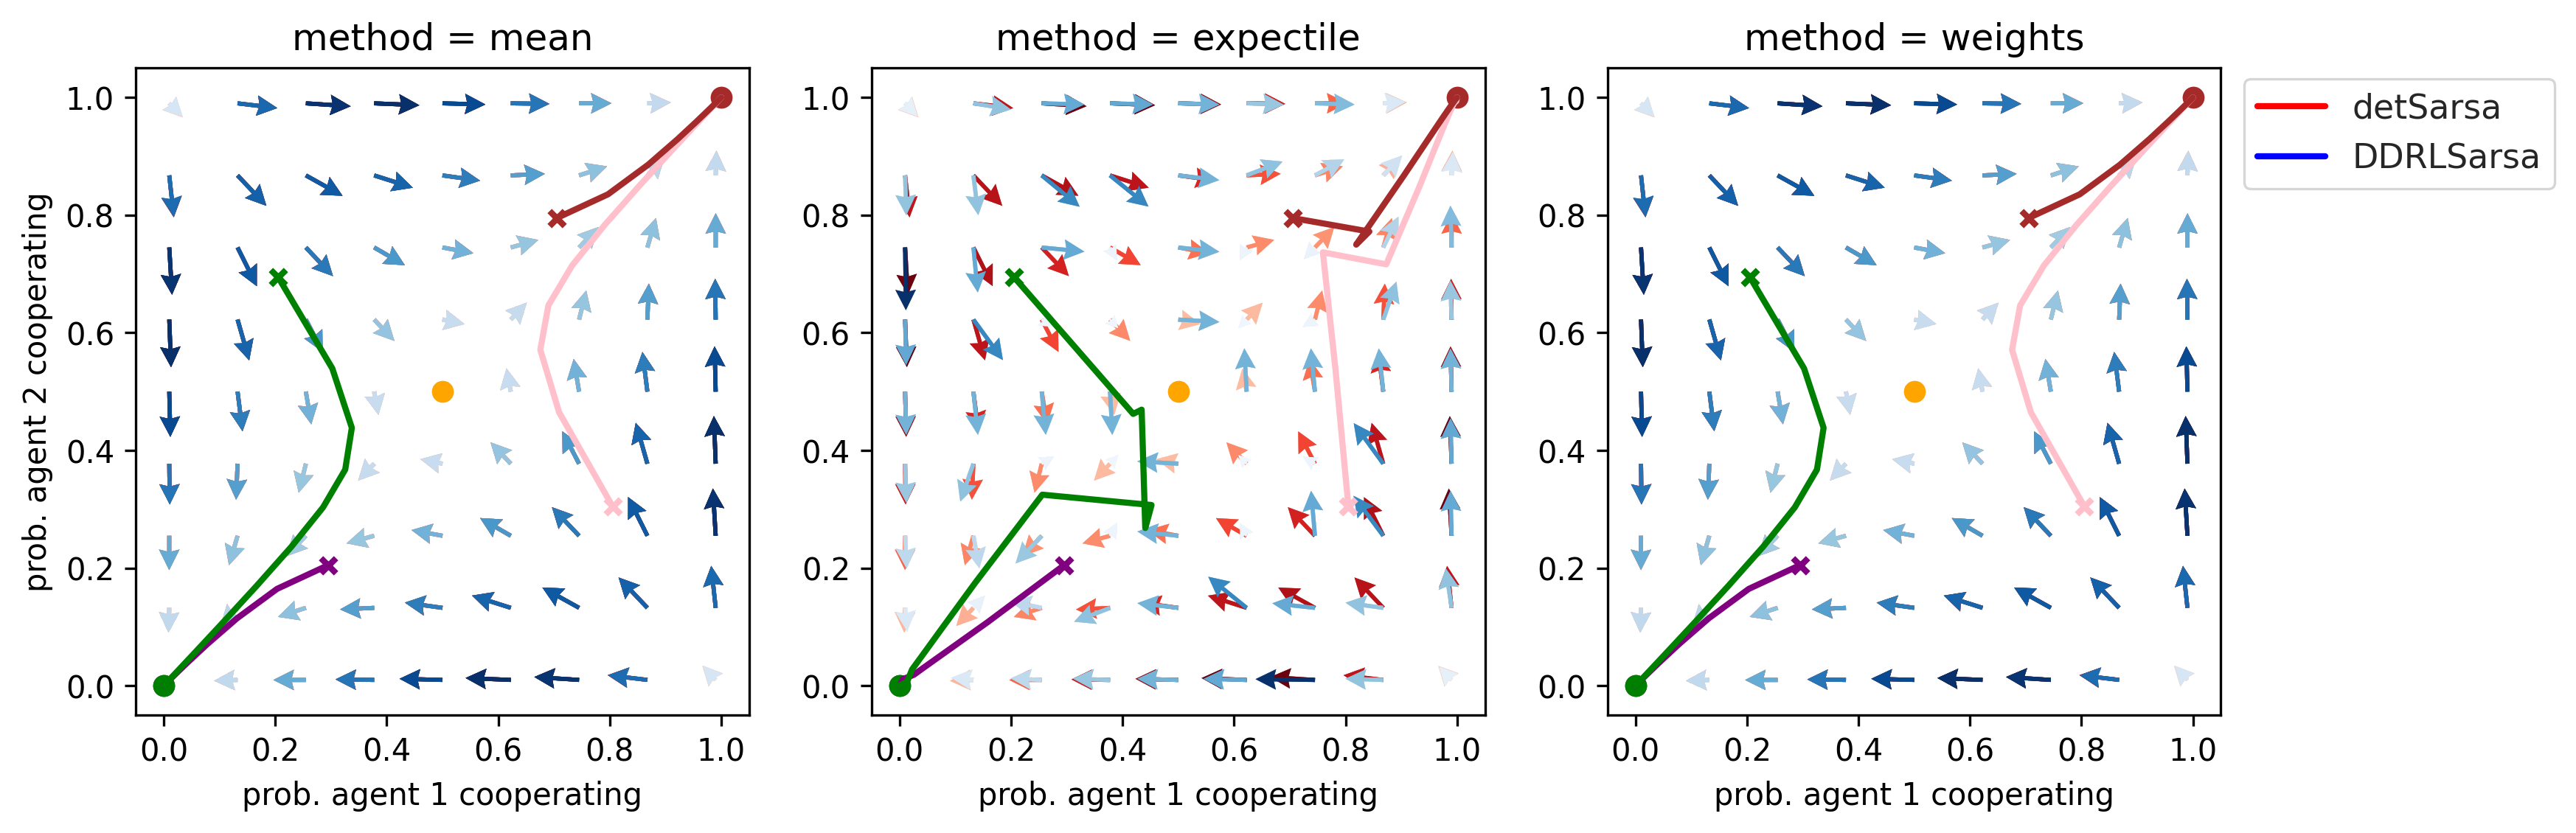 method = mean
method = expectile
method = weights
detSarsa
DDRLSarsa
prob. agent 2 cooperating
1.0
0.8
0.6
0.4
0.2
0.0
0.0 0.2 0.4 0.6 0.8 1.0
prob. agent 1 cooperating
1.0
0.8
0.6
0.4
0.2
0.0
0.0 0.2 0.4 0.6 0.8 1.0
prob. agent 1 cooperating
1.0
0.8
0.6
0.4
0.2
0.0
0.0 0.2 0.4 0.6 0.8 1.0
prob. agent 1 cooperating